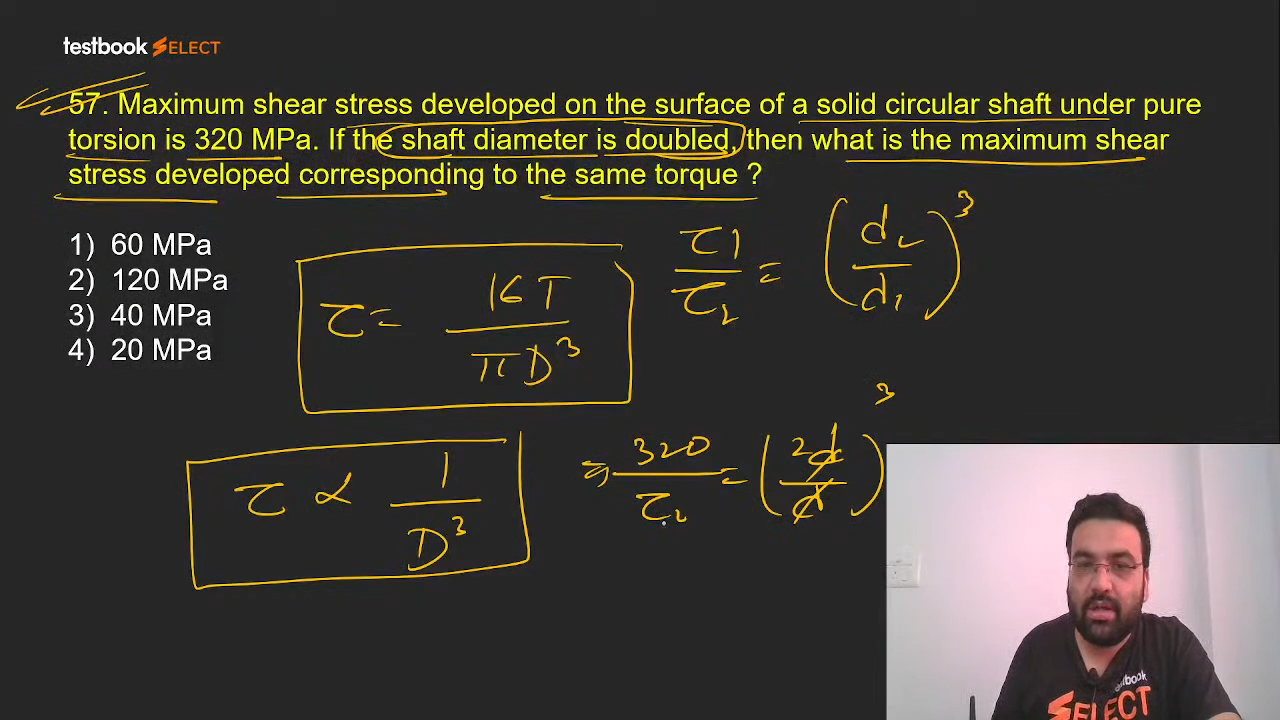 testbook SELECT
57. Maximum shear stress developed on the surface of a solid circular shaft under pure
torsion is 320 MPa. If the shaft diameter is doubled, then what is the maximum shear
stress developed corresponding to the same torque ?
1) 60 MPa
2) 120 MPa
3) 40 MPa
4) 20 MPa
τ = 16T / πD³
τ1 / τ2 = (d2 / d1)³
τ ∝ 1 / D³
⇒ 320 / τ2 = (2d / d)³
testbook
SELECT